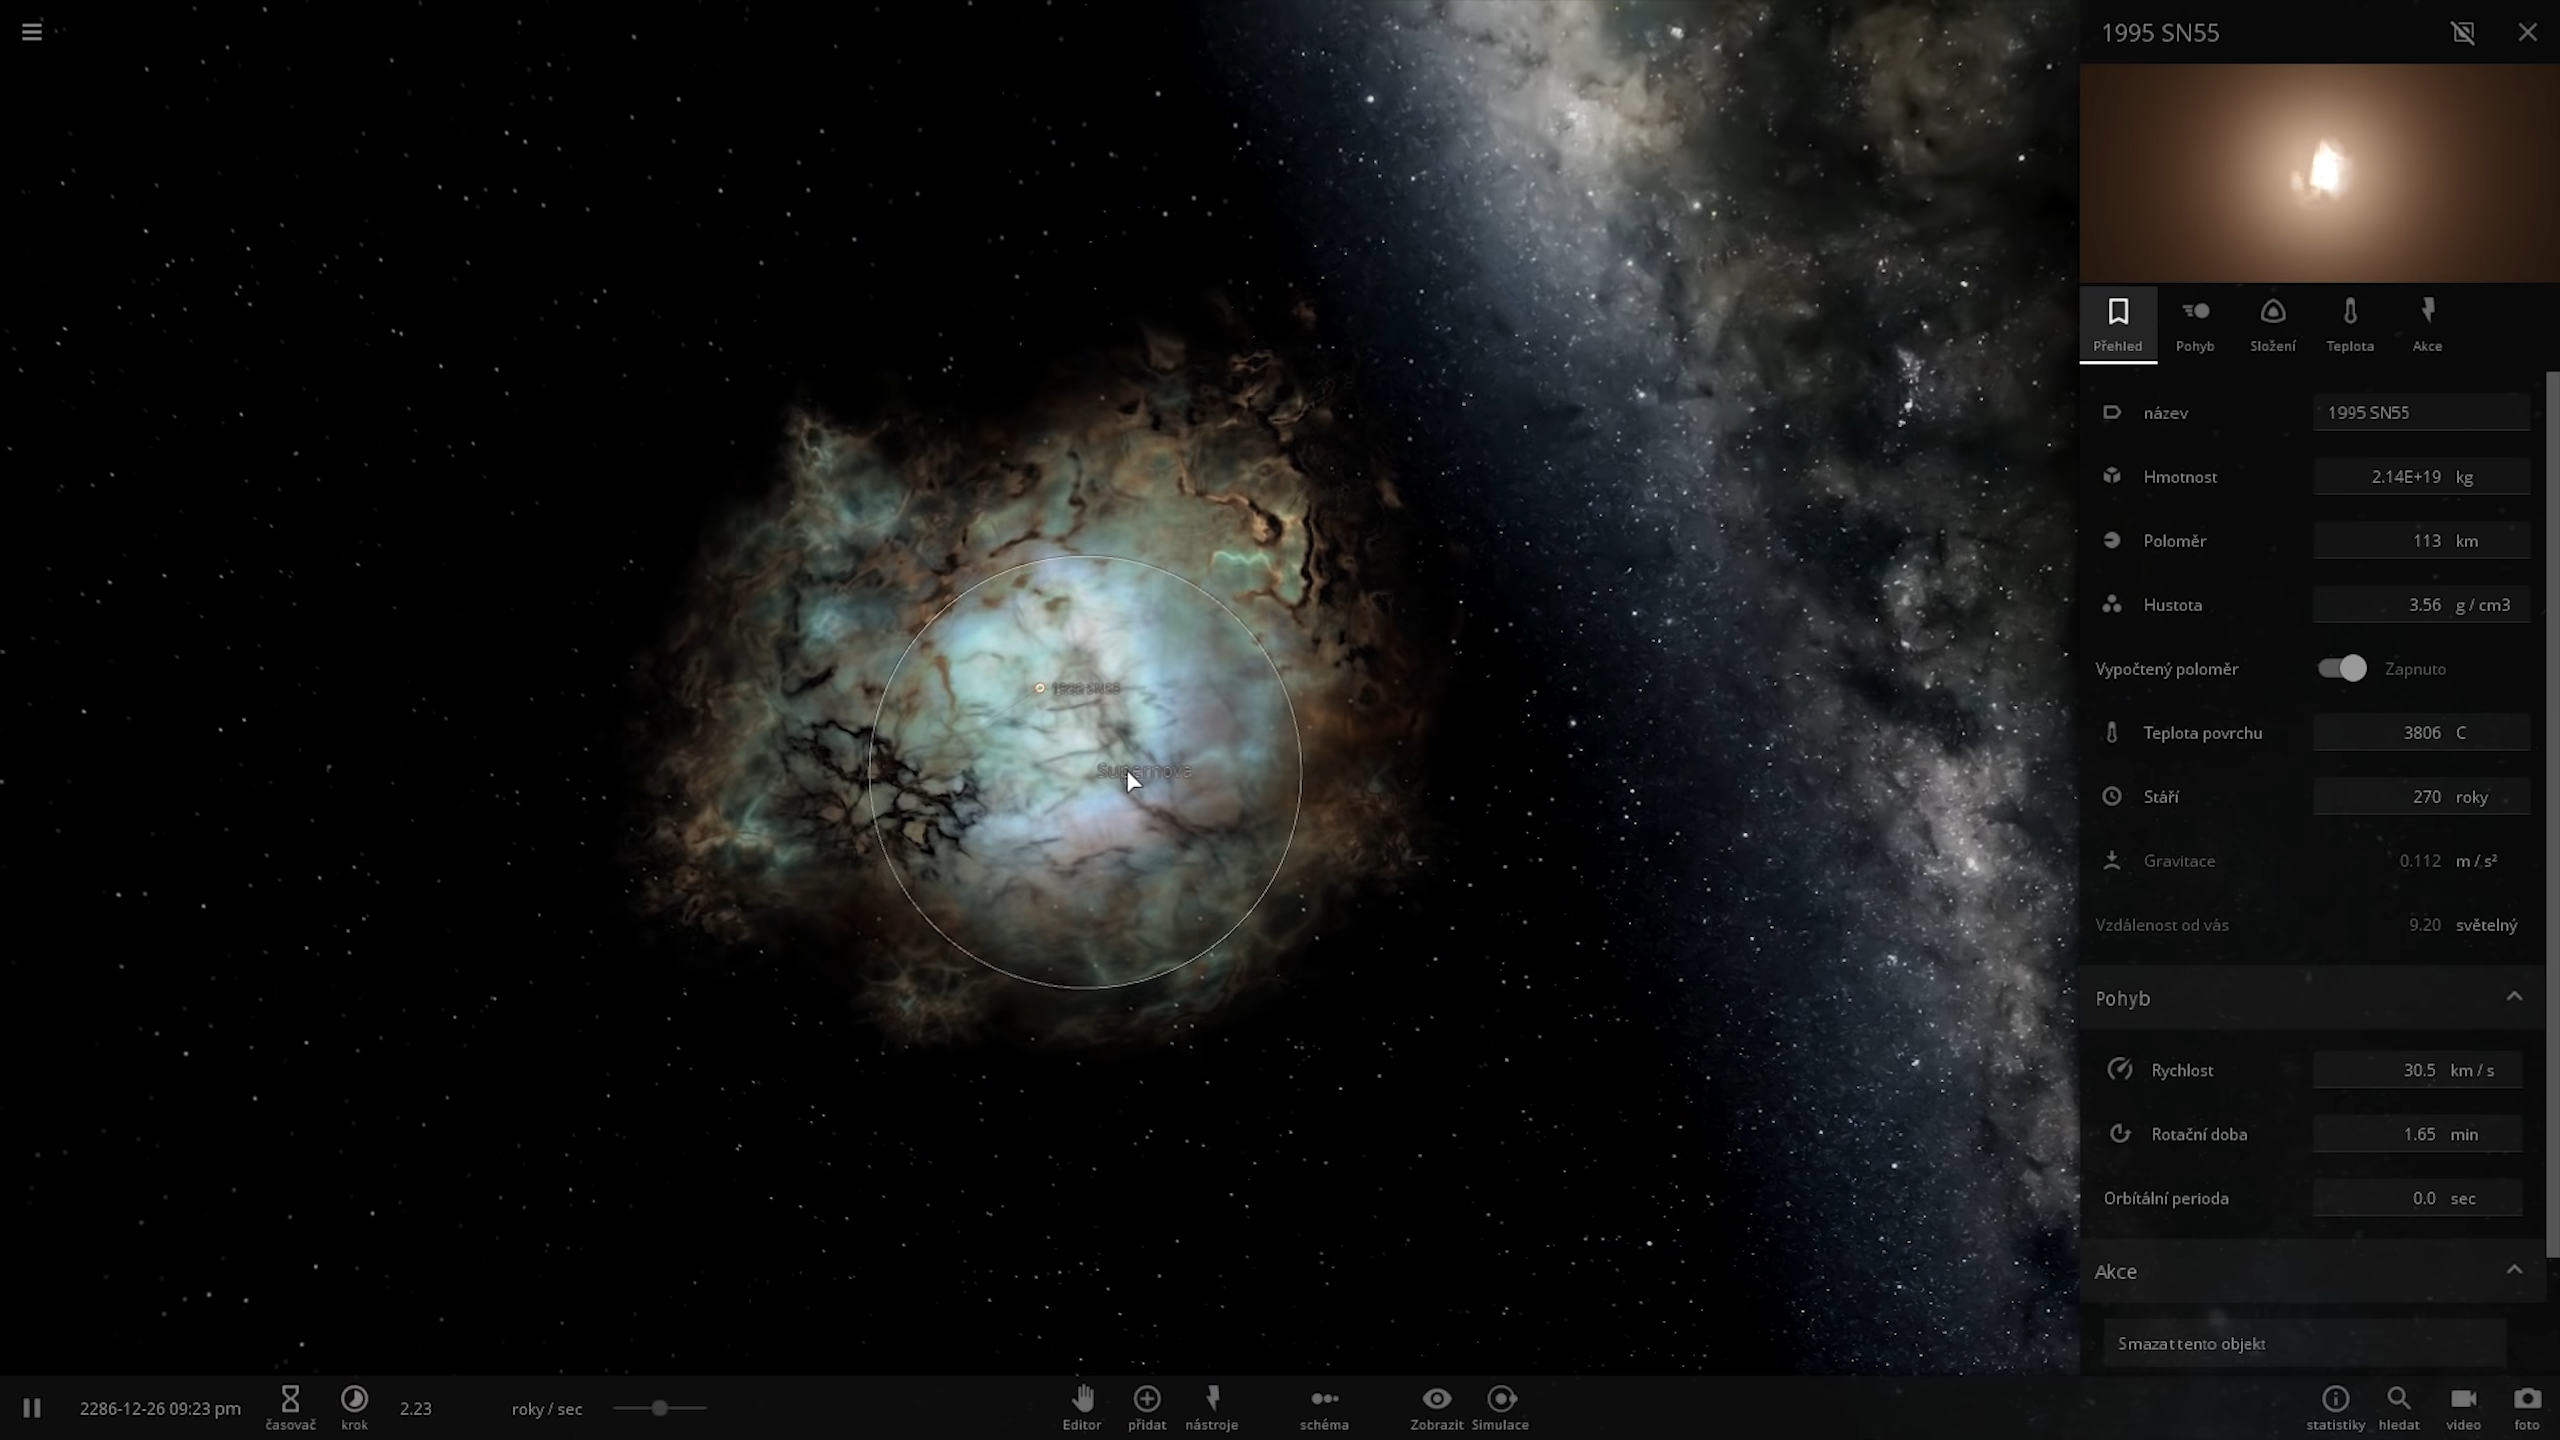 1995 SN55
Přehled
Pohyb
Složení
Teplota
Akce
název 1995 SN55
Hmotnost 2.14E+19 kg
Poloměr 113 km
Hustota 3.56 g / cm3
Vypočtený poloměr Zapnuto
Teplota povrchu 3806 C
Stáří 270 roky
Gravitace 0.112 m / s²
Vzdálenost od vás 9.20 světelný
Pohyb
Rychlost 30.5 km / s
Rotační doba 1.65 min
Orbitální perioda 0.0 sec
Akce
Smazat tento objekt
Supernova
2286-12-26 09:23 pm
časovač
krok
2.23 roky / sec
Editor
přidat
nástroje
schéma
Zobrazit
Simulace
statistiky
hledat
video
foto